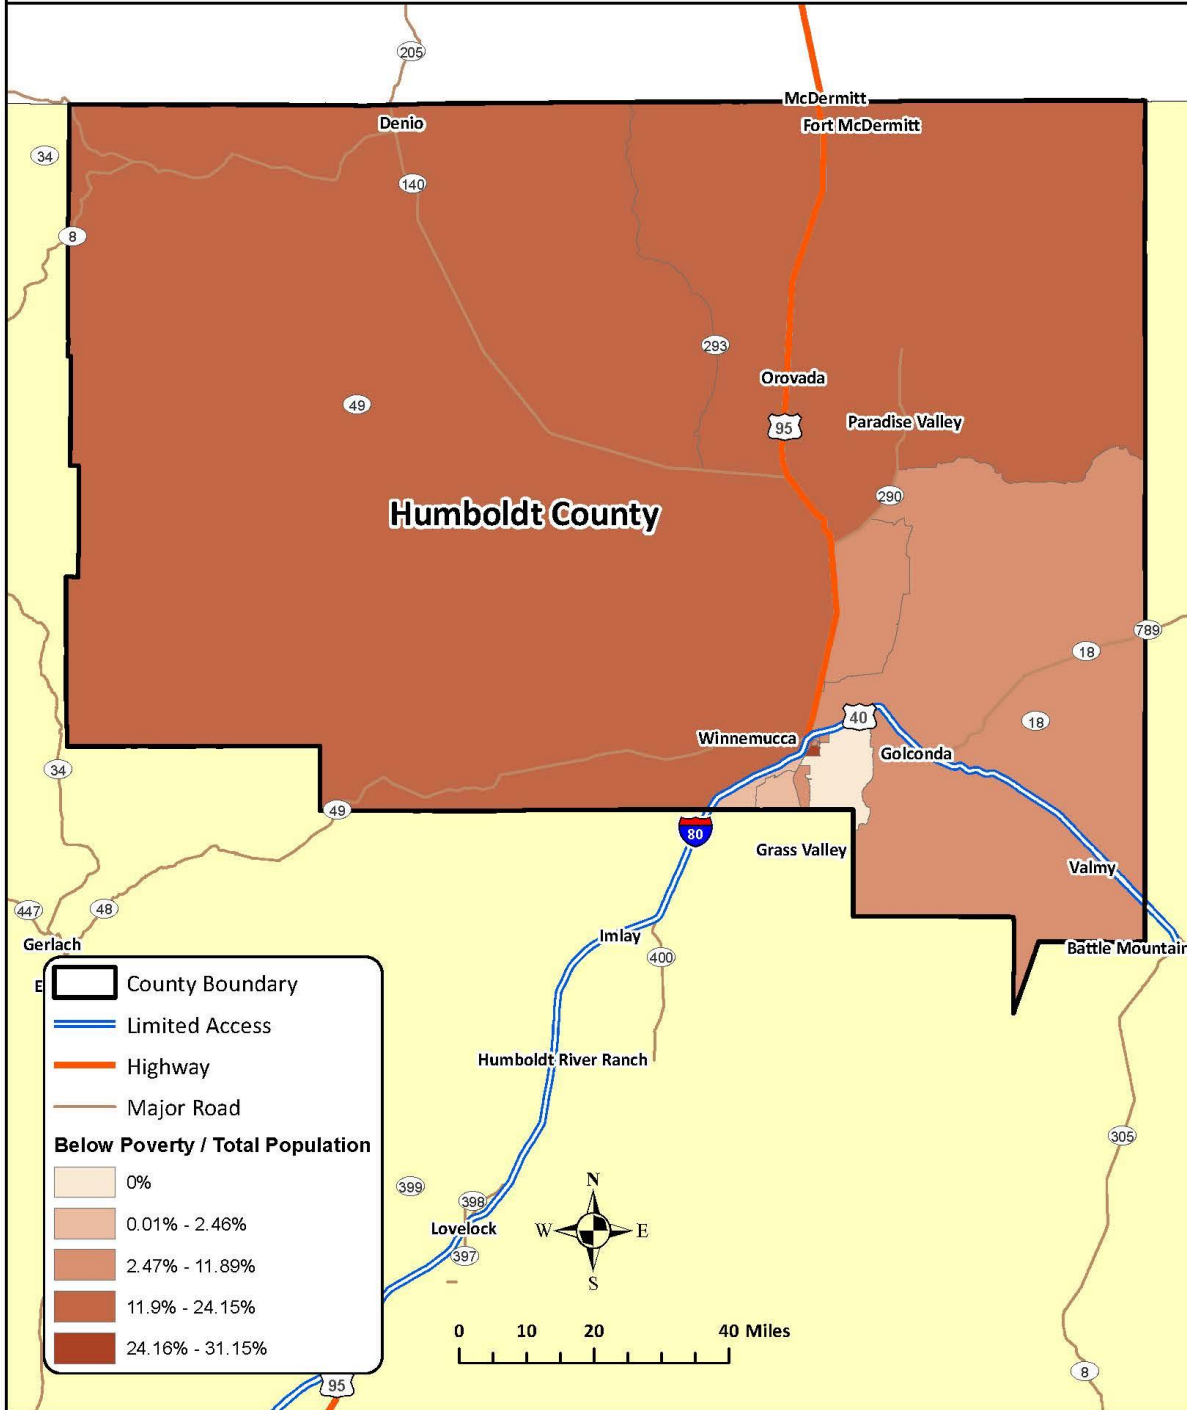 205
McDermitt
Denio
Fort McDermitt
34
140
8
293
Orovada
49
Paradise Valley
95
290
Humboldt County
789
18
40
18
Winnemucca
Golconda
34
49
80
Grass Valley
Valmy
447
48
Imlay
Gerlach
Battle Mountain
400
E
County Boundary
Limited Access
Highway
Humboldt River Ranch
Major Road
305
Below Poverty / Total Population
0%
399
398
N
0.01% - 2.46%
Lovelock
W
E
397
2.47% - 11.89%
S
11.9% - 24.15%
0 10 20 40 Miles
24.16% - 31.15%
8
95